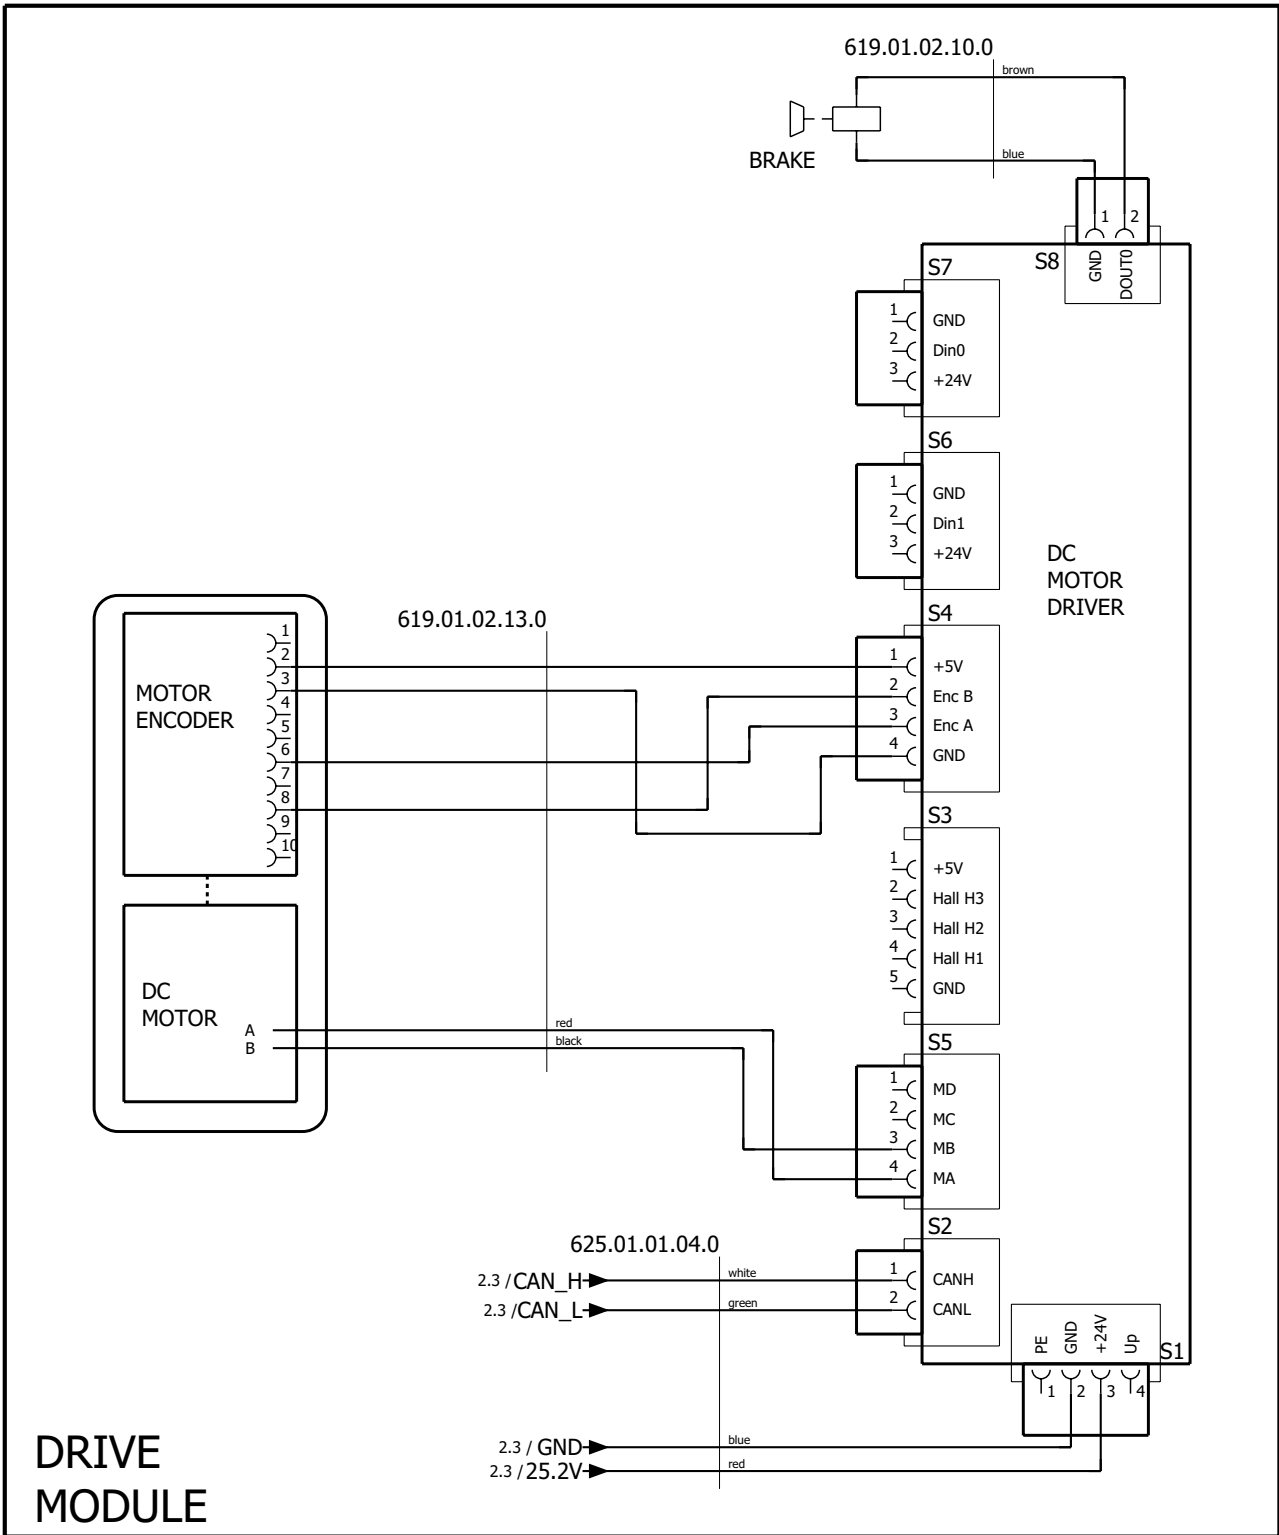 619.01.02.10.0
brown
BRAKE
blue
1 2
S8
GND
DOUT0
S7
1 GND
2 Din0
3 +24V
S6
1 GND
2 Din1
3 +24V
DC
MOTOR
DRIVER
619.01.02.13.0
S4
1 +5V
2 Enc B
3 Enc A
4 GND
MOTOR
ENCODER
1
2
3
4
5
6
7
8
9
10
S3
1 +5V
2 Hall H3
3 Hall H2
4 Hall H1
5 GND
DC
MOTOR
A
B
red
black
S5
1 MD
2 MC
3 MB
4 MA
625.01.01.04.0
S2
2.3 /CAN_H white 1 CANH
2.3 /CAN_L green 2 CANL
PE
GND
+24V
Up
S1
1 2 3 4
2.3 / GND blue
2.3 / 25.2V red
DRIVE
MODULE